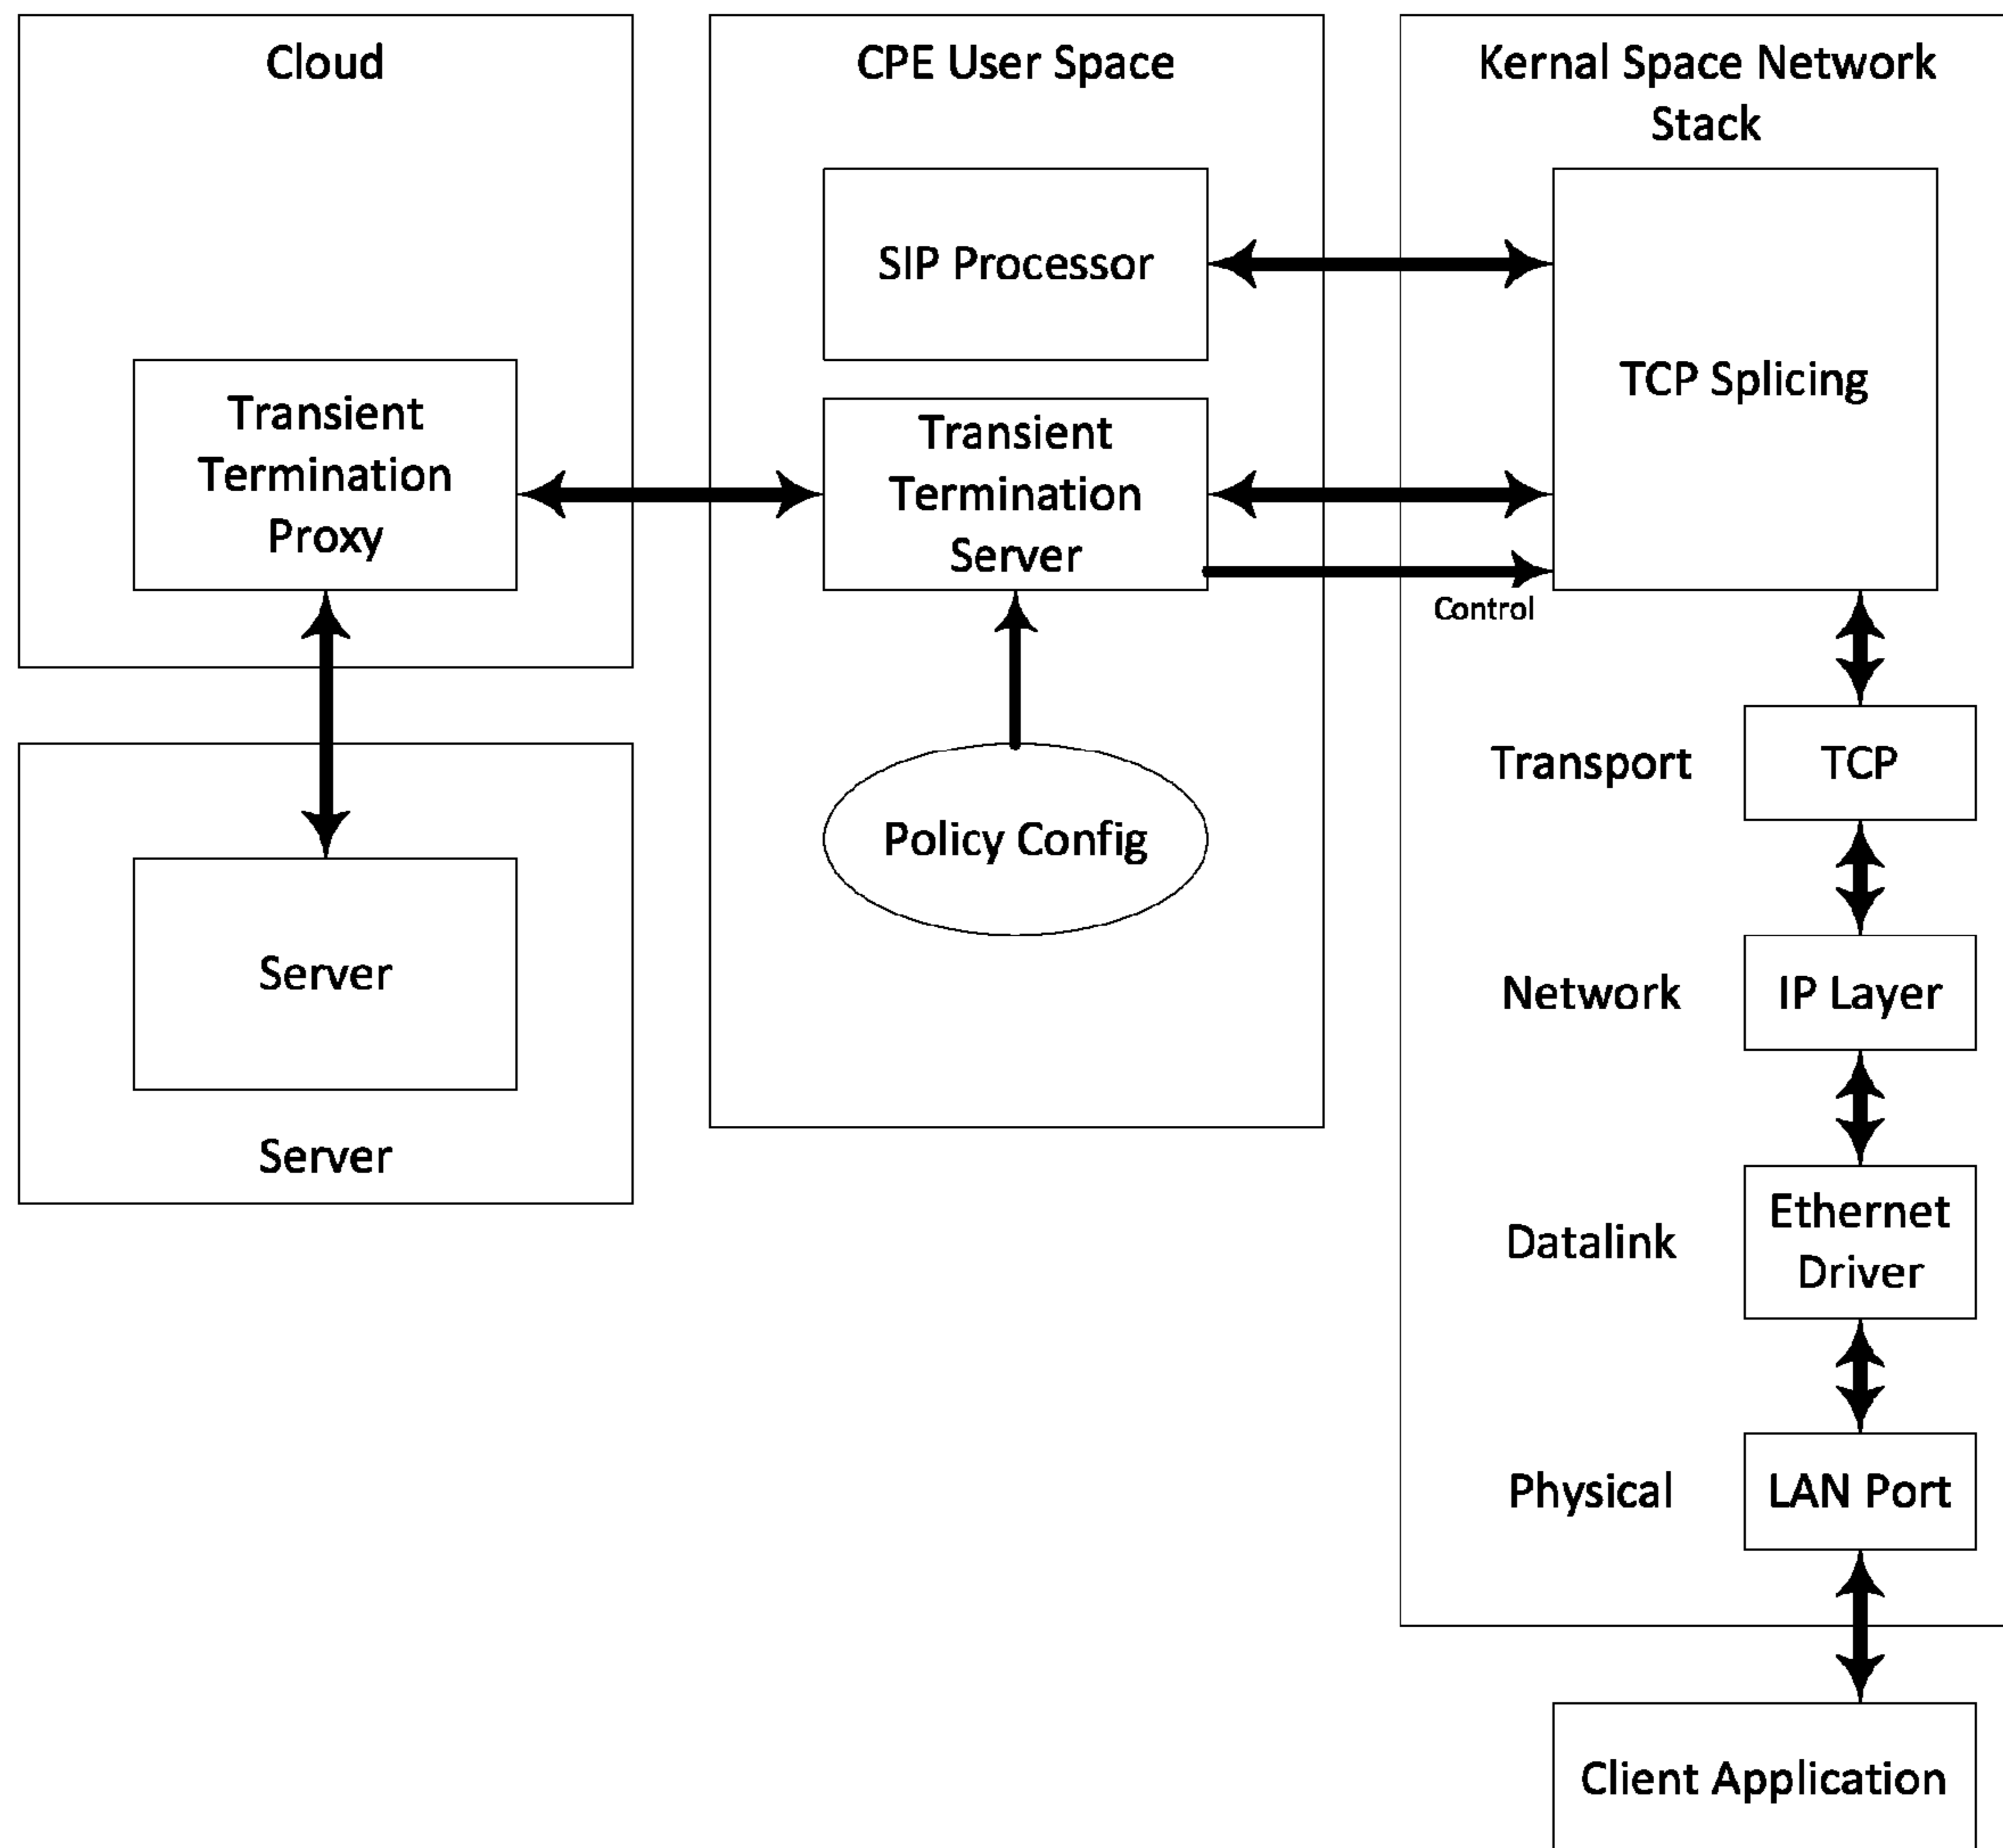 Cloud
Transient
Termination
Proxy
Server
Server
CPE User Space
SIP Processor
Transient
Termination
Server
Policy Config
Kernal Space Network
Stack
TCP Splicing
Control
Transport
TCP
Network
IP Layer
Datalink
Ethernet
Driver
Physical
LAN Port
Client Application